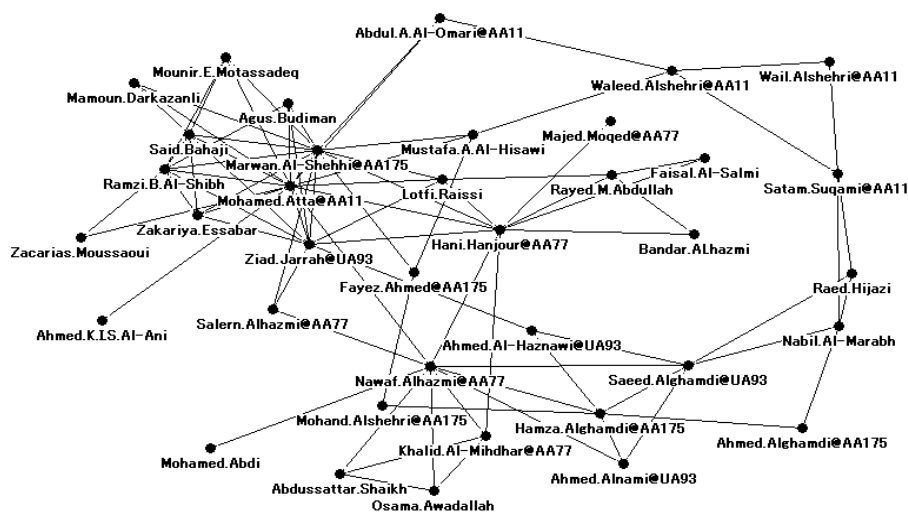 Abdul.A.Al-Omari@AA11
Mounir.E.Motassadeq
Wail.Alshehri@AA11
Waleed.Alshehri@AA11
Mamoun.Darkazanli
Agus.Budiman
Majed.Moqed@AA77
Said.Bahaji
Mustafa.A.Al-Hisawi
Marwan.Al-Shehhi@AA175
Faisal.Al-Salmi
Ramzi.B.Al-Shibh
Lotfi.Raissi
Rayed.M.Abdullah
Satam.Suqami@AA11
Mohamed.Atta@AA11
Zakariya.Essabar
Zacarias.Moussaoui
Ziad.Jarrah@UA93
Hani.Hanjour@AA77
Bandar.ALhazmi
Fayez.Ahmed@AA175
Raed.Hijazi
Salern.Alhazmi@AA77
Ahmed.K.I.S.Al-Ani
Ahmed.Al-Haznawi@UA93
Nabil.Al-Marabh
Nawaf.Alhazmi@AA77
Saeed.Alghamdi@UA93
Mohand.Alshehri@AA175
Hamza.Alghamdi@AA175
Ahmed.Alghamdi@AA175
Khalid.Al-Mihdhar@AA77
Mohamed.Abdi
Ahmed.Alnami@UA93
Abdussattar.Shaikh
Osama.Awadallah